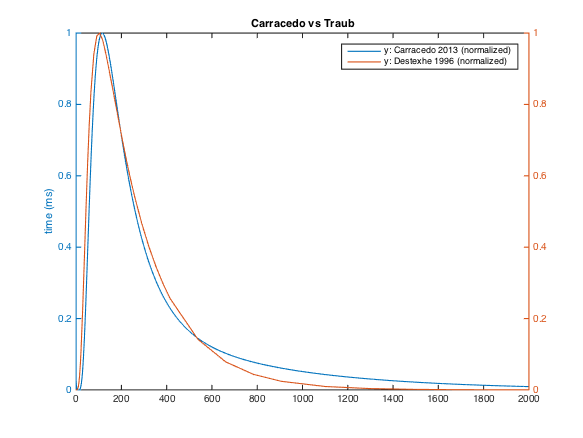 Carracedo vs Traub
y: Carracedo 2013 (normalized)
y: Destexhe 1996 (normalized)
time (ms)
1
0.8
0.6
0.4
0.2
0
1
0.8
0.6
0.4
0.2
0
0 200 400 600 800 1000 1200 1400 1600 1800 2000